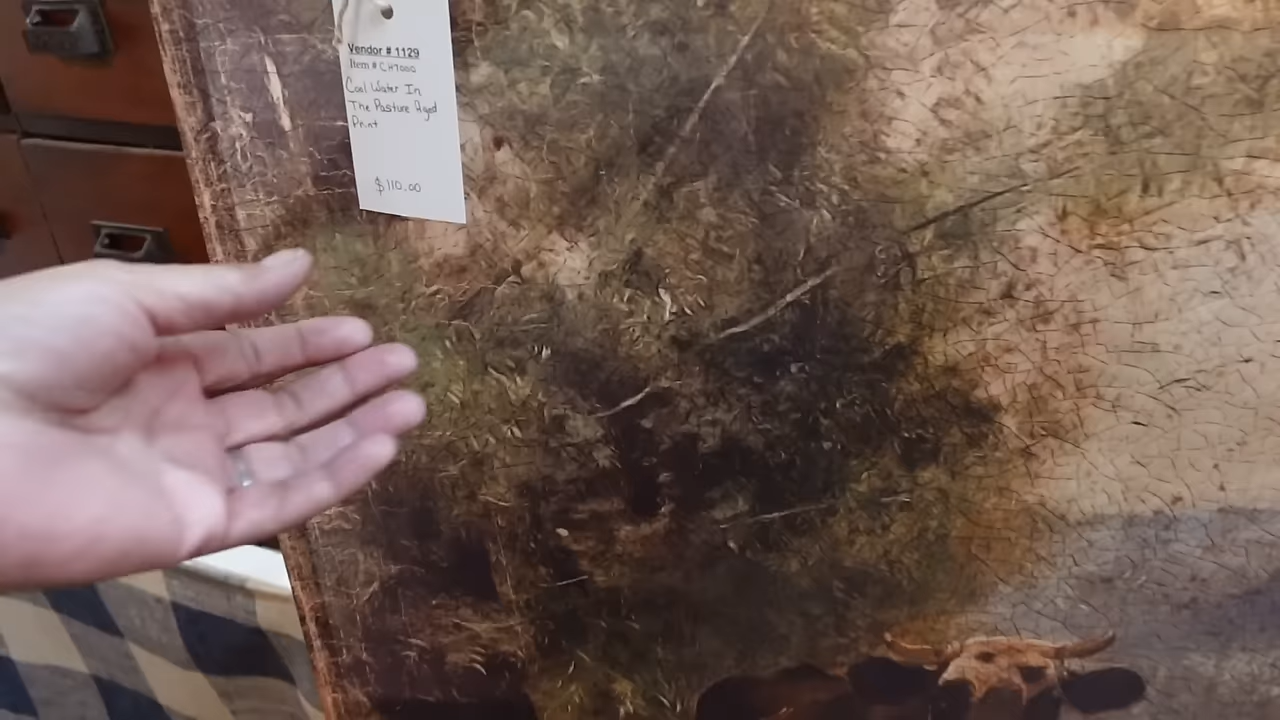 Vendor # 1129
Item # CH7000
Cool Water In
The Pasture Aged
Print
$110.00